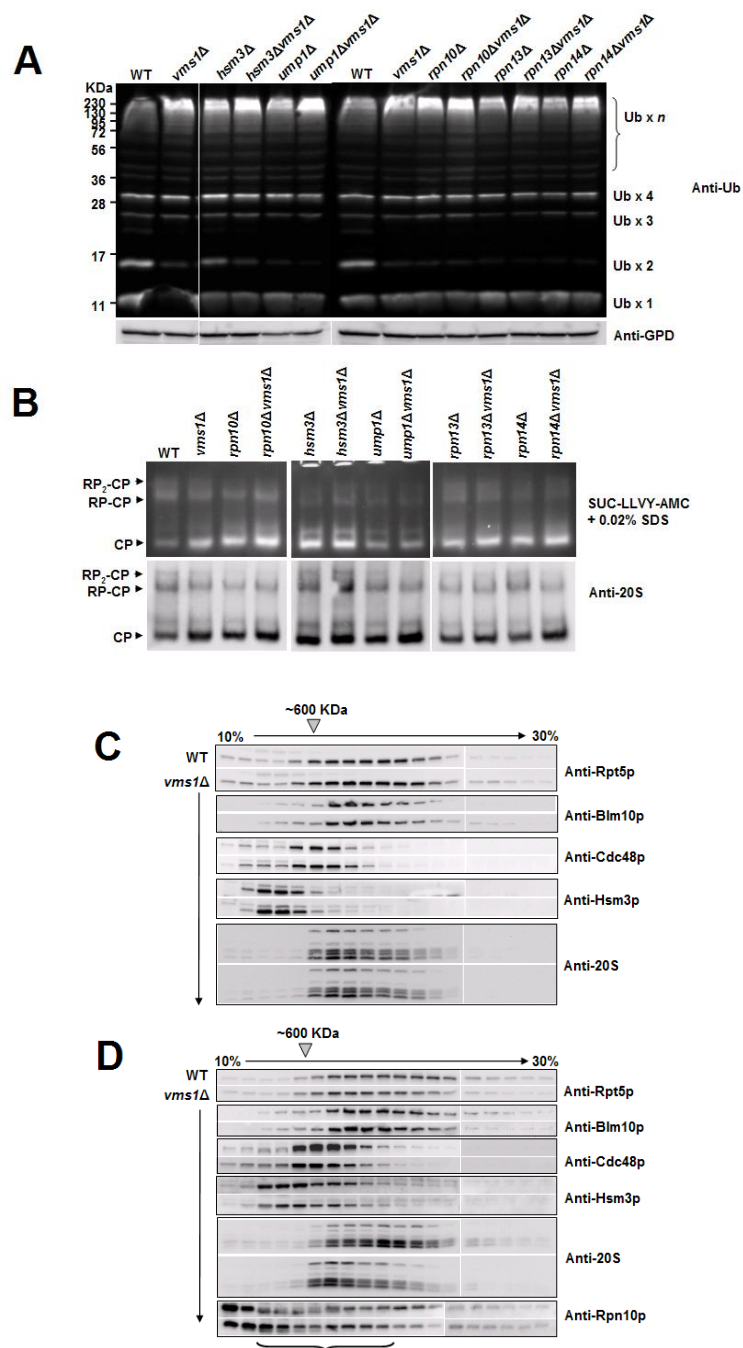 A
WT
vms1Δ
hsm3Δ
hsm3Δvms1Δ
ump1Δ
ump1Δvms1Δ
WT
vms1Δ
rpn10Δ
rpn10Δvms1Δ
rpn13Δ
rpn13Δvms1Δ
rpn14Δ
rpn14Δvms1Δ
KDa
230
130
95
72
56
36
28
17
11
Ub x n
Ub x 4
Ub x 3
Ub x 2
Ub x 1
Anti-Ub
Anti-GPD
B
WT
vms1Δ
rpn10Δ
rpn10Δvms1Δ
hsm3Δ
hsm3Δvms1Δ
ump1Δ
ump1Δvms1Δ
rpn13Δ
rpn13Δvms1Δ
rpn14Δ
rpn14Δvms1Δ
RP2-CP
RP-CP
CP
SUC-LLVY-AMC
+ 0.02% SDS
RP2-CP
RP-CP
CP
Anti-20S
C
~600 KDa
10% 30%
WT
vms1Δ
Anti-Rpt5p
Anti-Blm10p
Anti-Cdc48p
Anti-Hsm3p
Anti-20S
D
~600 KDa
10% 30%
WT
vms1Δ
Anti-Rpt5p
Anti-Blm10p
Anti-Cdc48p
Anti-Hsm3p
Anti-20S
Anti-Rpn10p